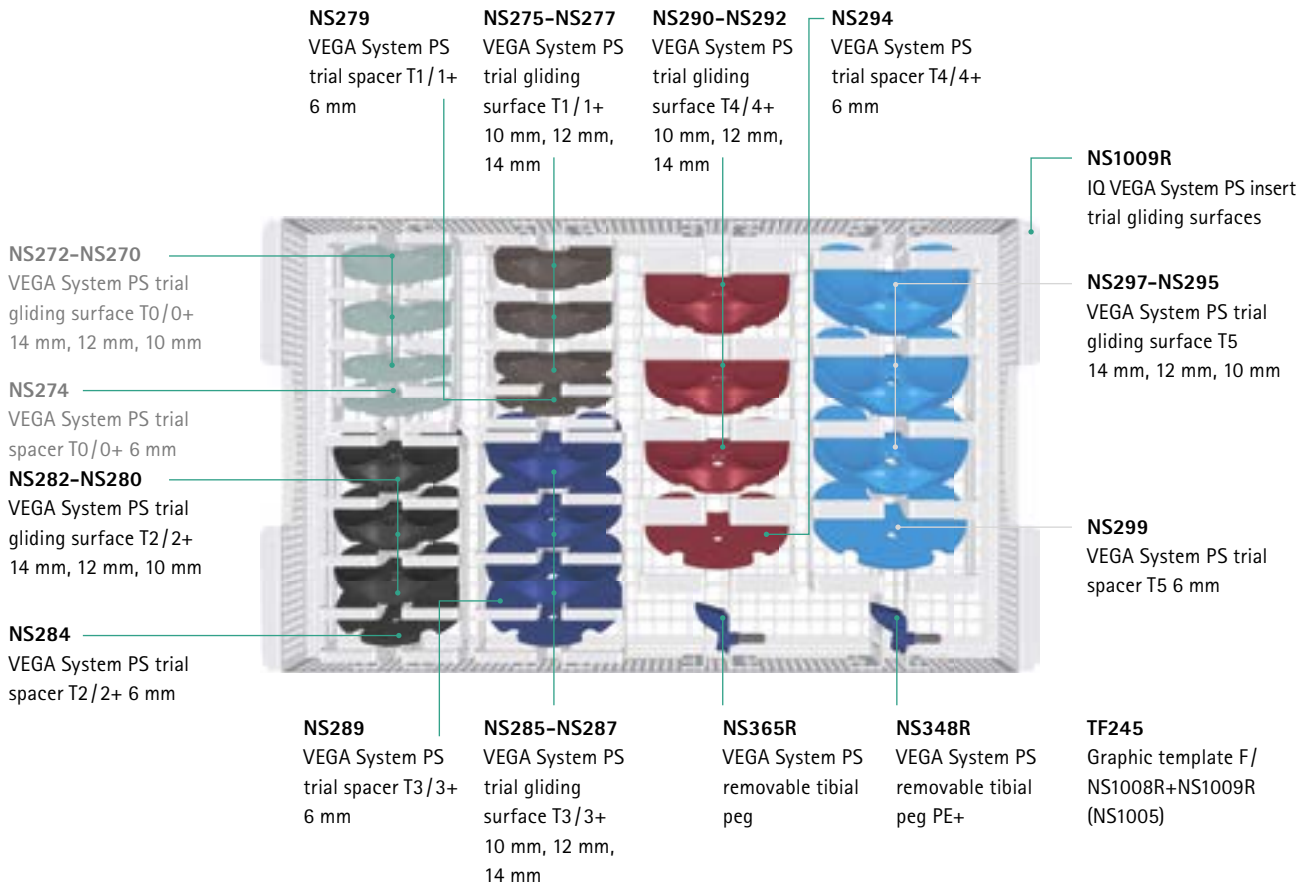 NS279
VEGA System PS
trial spacer T1/1+
6 mm
NS275–NS277
VEGA System PS
trial gliding
surface T1/1+
10 mm, 12 mm,
14 mm
NS290–NS292
VEGA System PS
trial gliding
surface T4/4+
10 mm, 12 mm,
14 mm
NS294
VEGA System PS
trial spacer T4/4+
6 mm
NS1009R
IQ VEGA System PS insert
trial gliding surfaces
NS272–NS270
VEGA System PS trial
gliding surface T0/0+
14 mm, 12 mm, 10 mm
NS297–NS295
VEGA System PS trial
gliding surface T5
14 mm, 12 mm, 10 mm
NS274
VEGA System PS trial
spacer T0/0+ 6 mm
NS282–NS280
VEGA System PS trial
gliding surface T2/2+
14 mm, 12 mm, 10 mm
NS299
VEGA System PS trial
spacer T5 6 mm
NS284
VEGA System PS trial
spacer T2/2+ 6 mm
NS289
VEGA System PS
trial spacer T3/3+
6 mm
NS285–NS287
VEGA System PS
trial gliding
surface T3/3+
10 mm, 12 mm,
14 mm
NS365R
VEGA System PS
removable tibial
peg
NS348R
VEGA System PS
removable tibial
peg PE+
TF245
Graphic template F/
NS1008R+NS1009R
(NS1005)